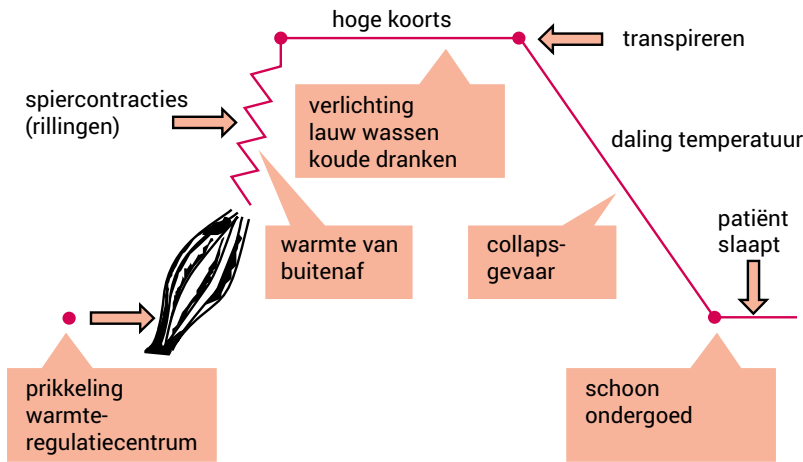 hoge koorts
transpireren
spiercontracties
(rillingen)
verlichting
lauw wassen
koude dranken
daling temperatuur
warmte van
buitenaf
collaps-
gevaar
patiënt
slaapt
prikkeling
warmte-
regulatiecentrum
schoon
ondergoed